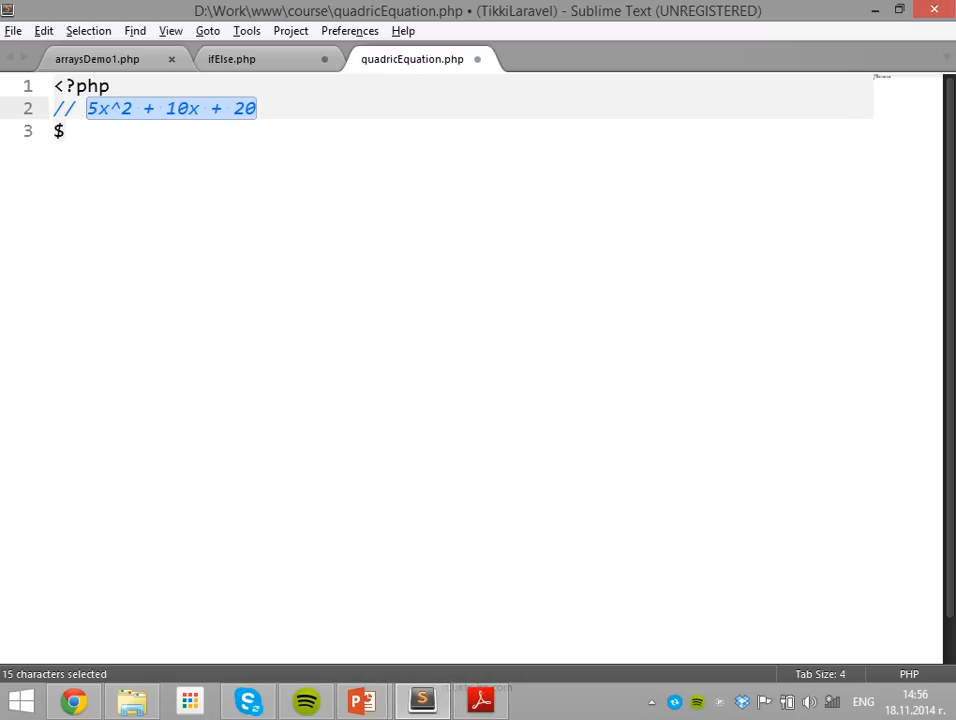 D:\Work\www\course\quadricEquation.php • (TikkiLaravel) - Sublime Text (UNREGISTERED)
File Edit Selection Find View Goto Tools Project Preferences Help
arraysDemo1.php ifElse.php quadricEquation.php
1 <?php
2 // 5x^2 + 10x + 20
3 $
15 characters selected Tab Size: 4 PHP
ENG 14:56
18.11.2014 г.